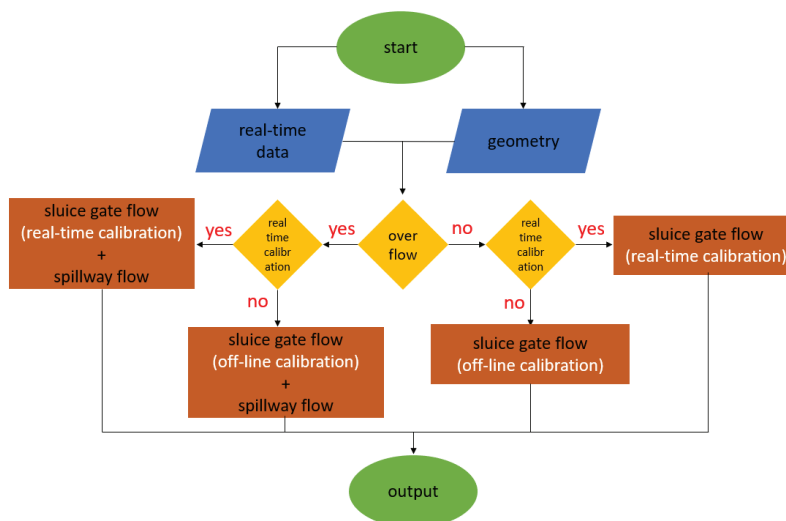 start
real-time
data
geometry
sluice gate flow
(real-time calibration)
+
spillway flow
yes
real
time
calibr
ation
yes
over
flow
no
real
time
calibr
ation
yes
sluice gate flow
(real-time calibration)
no
no
sluice gate flow
(off-line calibration)
+
spillway flow
sluice gate flow
(off-line calibration)
output